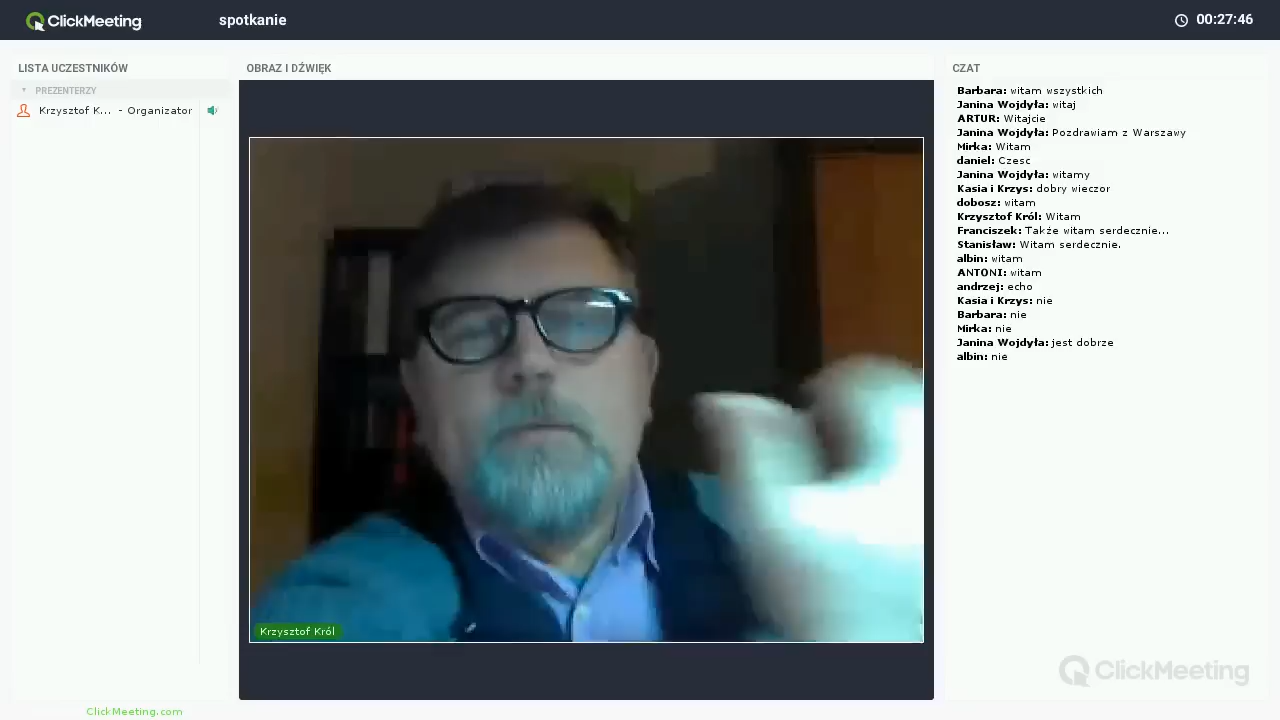 ClickMeeting
spotkanie
00:27:46
LISTA UCZESTNIKÓW
PREZENTERZY
Krzysztof K... - Organizator
OBRAZ I DŹWIĘK
Krzysztof Król
CZAT
Barbara: witam wszystkich
Janina Wojdyła: witaj
ARTUR: Witajcie
Janina Wojdyła: Pozdrawiam z Warszawy
Mirka: Witam
daniel: Czesc
Janina Wojdyła: witamy
Kasia i Krzys: dobry wieczor
dobosz: witam
Krzysztof Król: Witam
Franciszek: Także witam serdecznie...
Stanisław: Witam serdecznie.
albin: witam
ANTONI: witam
andrzej: echo
Kasia i Krzys: nie
Barbara: nie
Mirka: nie
Janina Wojdyła: jest dobrze
albin: nie
ClickMeeting
ClickMeeting.com